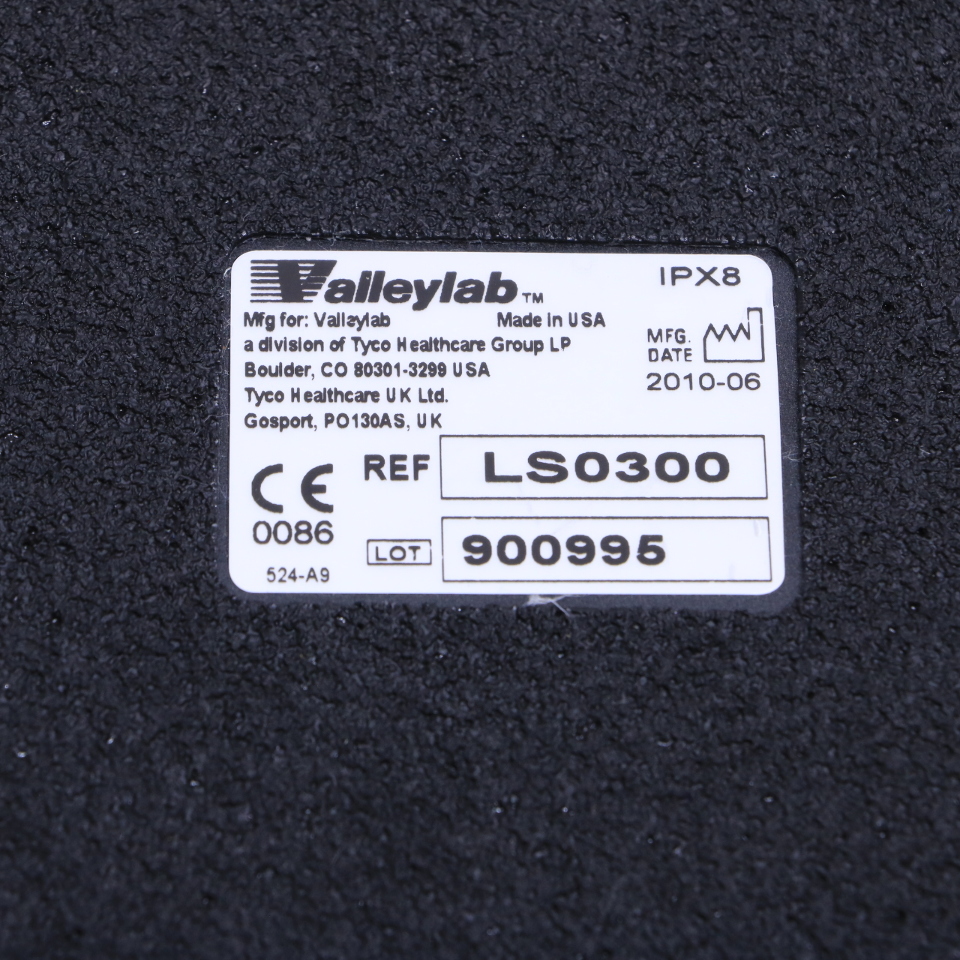 Valleylab™
IPX8
Mfg for: Valleylab Made in USA
a division of Tyco Healthcare Group LP
Boulder, CO 80301-3299 USA
Tyco Healthcare UK Ltd.
Gosport, PO130AS, UK
MFG.
DATE
2010-06
CE
0086
REF LS0300
LOT 900995
524-A9